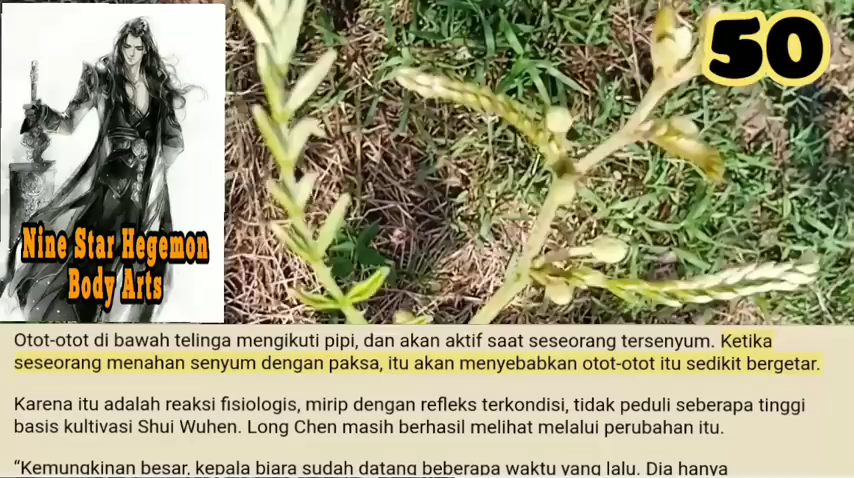 50
Nine Star Hegemon
Body Arts
Otot-otot di bawah telinga mengikuti pipi, dan akan aktif saat seseorang tersenyum. Ketika
seseorang menahan senyum dengan paksa, itu akan menyebabkan otot-otot itu sedikit bergetar.
Karena itu adalah reaksi fisiologis, mirip dengan refleks terkondisi, tidak peduli seberapa tinggi
basis kultivasi Shui Wuhen. Long Chen masih berhasil melihat melalui perubahan itu.
“Kemungkinan besar, kepala biara sudah datang beberapa waktu yang lalu. Dia hanya